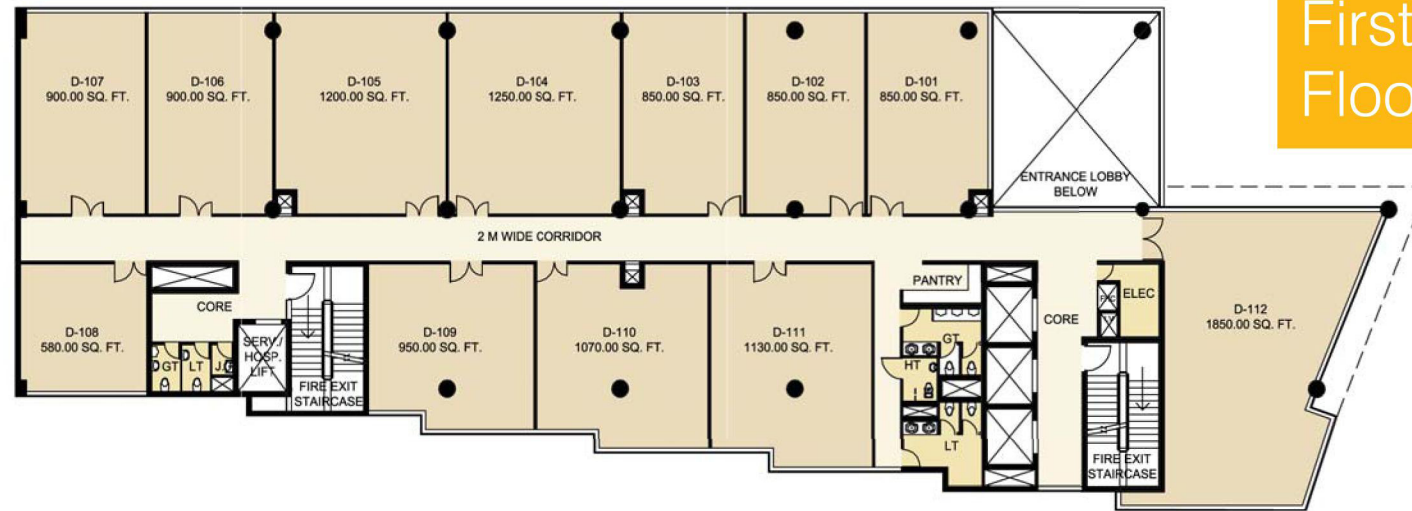 First
Floo
D-107
900.00 SQ. FT.
D-106
900.00 SQ. FT.
D-105
1200.00 SQ. FT.
D-104
1250.00 SQ. FT.
D-103
850.00 SQ. FT.
D-102
850.00 SQ. FT.
D-101
850.00 SQ. FT.
ENTRANCE LOBBY
BELOW
2 M WIDE CORRIDOR
D-108
580.00 SQ. FT.
CORE
GT
LT
SERV./
HOSP.
LIFT
FIRE EXIT
STAIRCASE
D-109
950.00 SQ. FT.
D-110
1070.00 SQ. FT.
D-111
1130.00 SQ. FT.
PANTRY
GT
HT
LT
CORE
ELEC
FIRE EXIT
STAIRCASE
D-112
1850.00 SQ. FT.